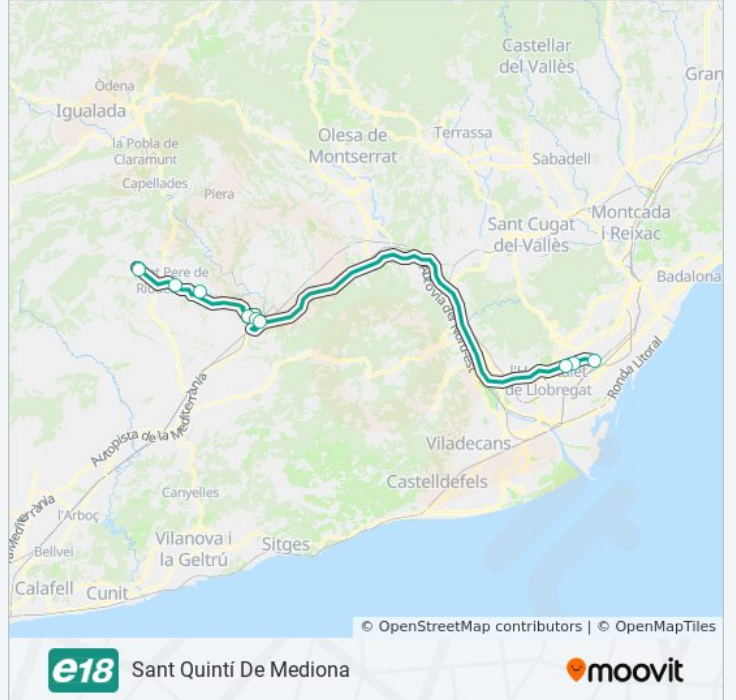 Castellar
del Vallès
Gran
Òdena
Igualada
Olesa de
Montserrat
Terrassa
la Pobla de
Claramunt
Sabadell
Capellades
Piera
Montcada
i Reixac
Sant Cugat
del Vallès
Badalona
Pere de
Autovia del Nord-est
de Llobregat
Ronda Litoral
Autopista de la Mediterrània
Viladecans
Castelldefels
Canyelles
l'Arboç
Vilanova i
la Geltrú
Sitges
Bellvei
Calafell
Cunit
© OpenStreetMap contributors | © OpenMapTiles
e18
Sant Quintí De Mediona
moovit